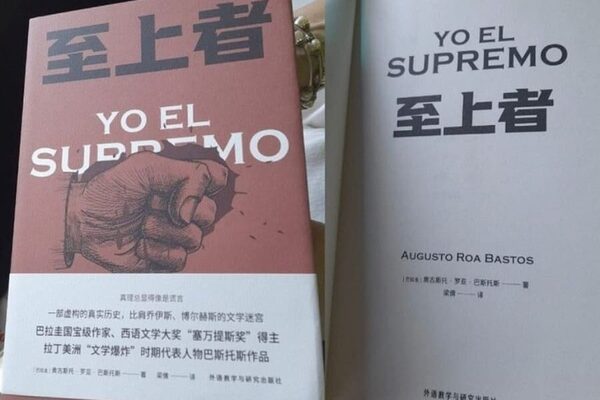 至上者
YO EL
SUPREMO
真理总显得像是谎言
一部虚构的真实历史，比肩乔伊斯、博尔赫斯的文学迷宫
巴拉圭国宝级作家、西语文学大奖“塞万提斯奖”得主
拉丁美洲“文学爆炸”时期代表人物巴斯托斯作品
（巴拉圭）奥古斯托·罗亚·巴斯托斯 —— 著 梁倩 —— 译 外语教学与研究出版社
YO EL
SUPREMO
至上者
AUGUSTO ROA BASTOS
（巴拉圭）奥古斯托·罗亚·巴斯托斯 —— 著
梁倩 —— 译
外语教学与研究出版社